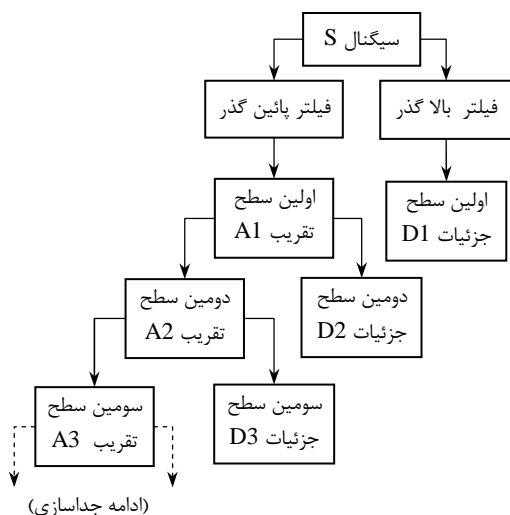 سیگنال S
فیلتر بالا گذر
فیلتر پائین گذر
اولین سطح
جزئیات D1
اولین سطح
تقریب A1
دومین سطح
جزئیات D2
دومین سطح
تقریب A2
سومین سطح
جزئیات D3
سومین سطح
تقریب A3
(ادامه جداسازی)